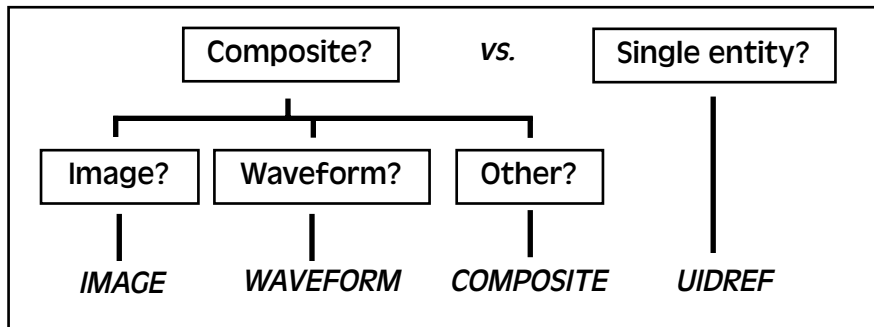 Composite? vs. Single entity?
Image? Waveform? Other?
IMAGE WAVEFORM COMPOSITE UIDREF